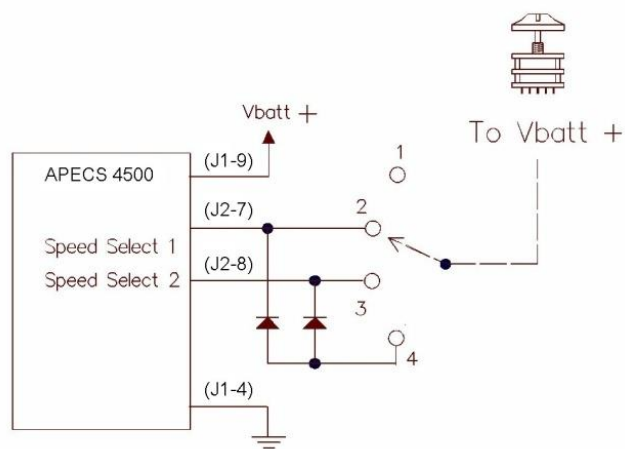 To Vbatt +
Vbatt +
APECS 4500
(J1-9)
1
(J2-7)
2
Speed Select 1
(J2-8)
Speed Select 2
3
4
(J1-4)